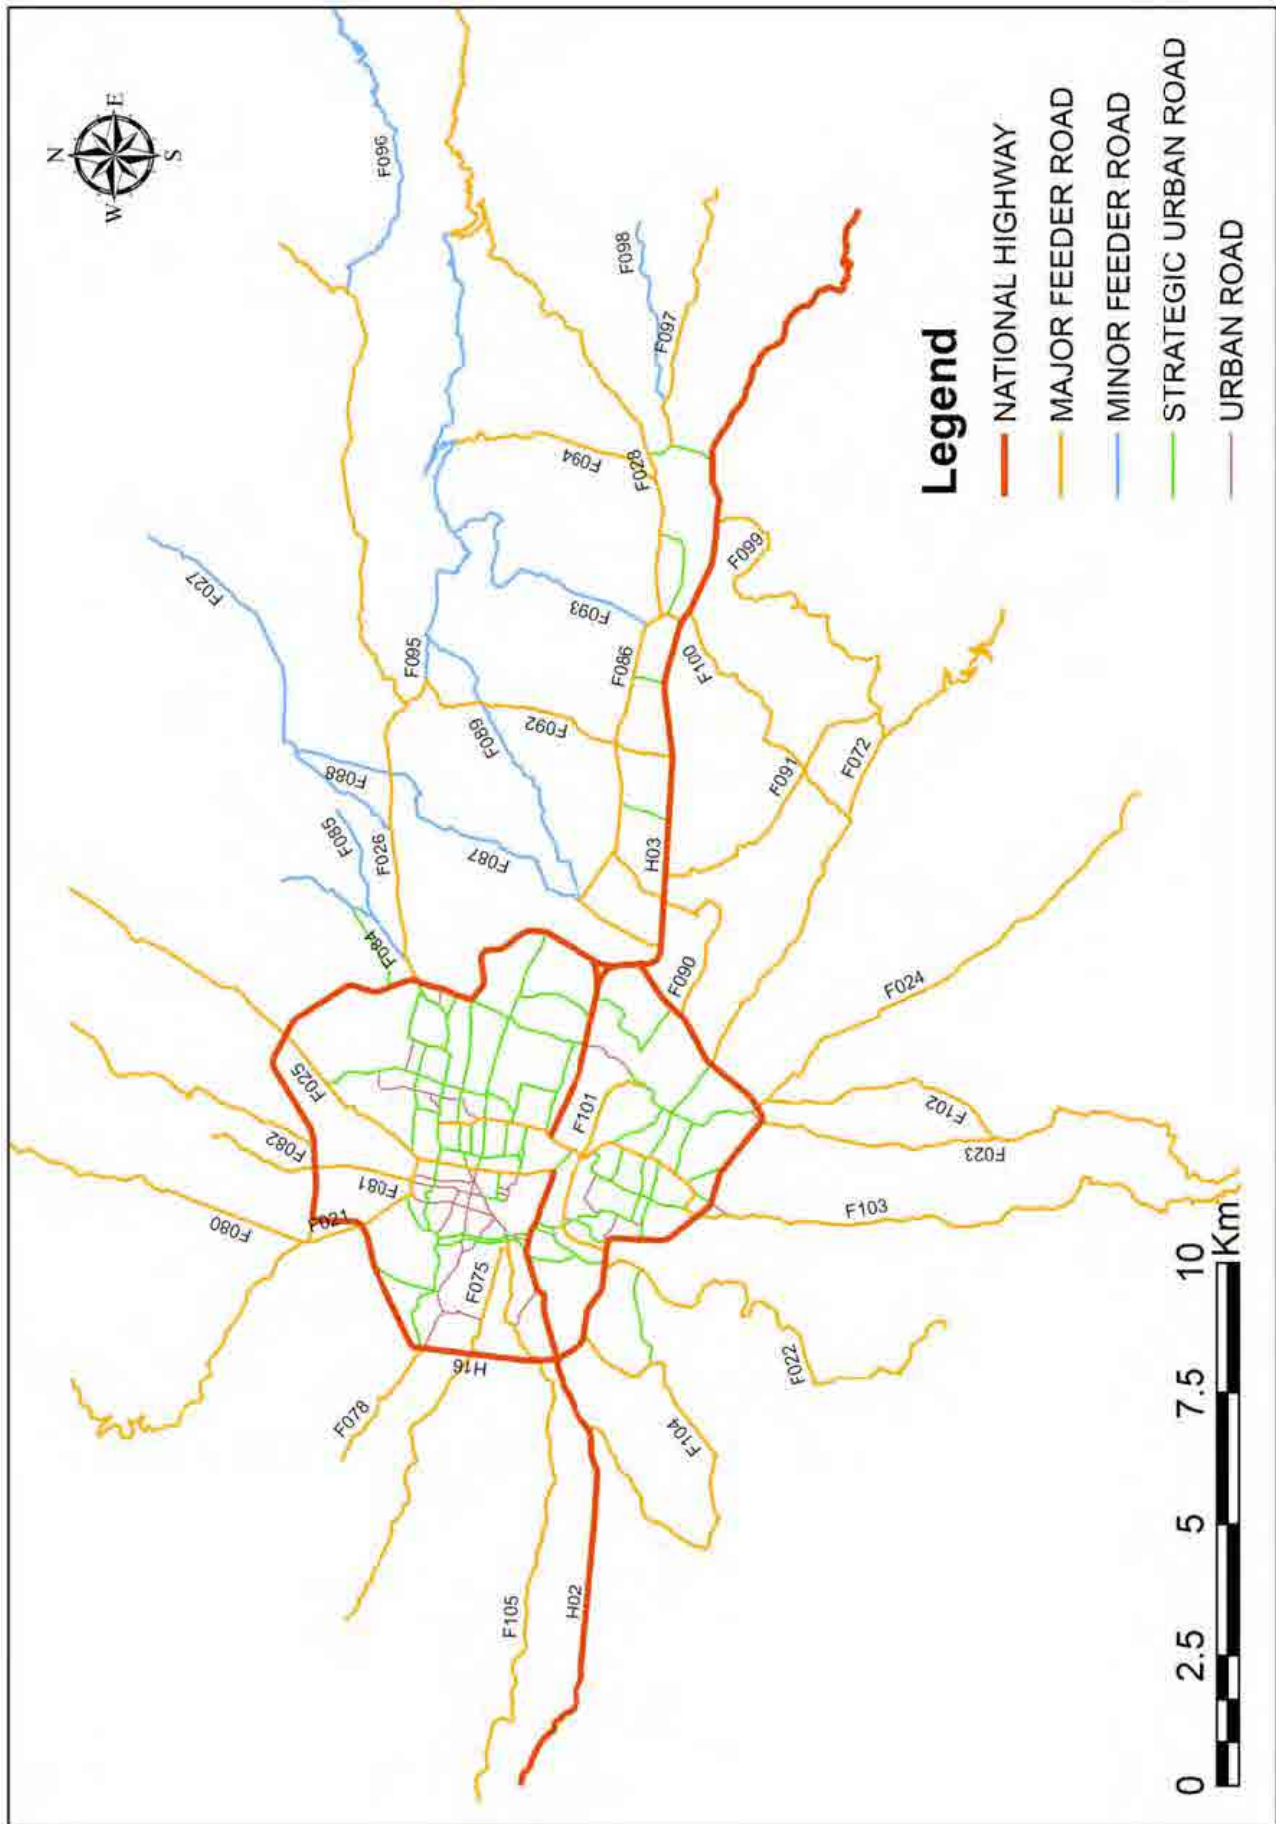 N
W E
S
F096
F098
F097
F027
F095
F094
F028
F099
F093
F086
F100
F088
F092
F089
F091
F072
F085
F026
F087
H03
F084
F090
F024
F025
F082
F081
F080
F021
F101
F102
F023
F103
F075
H16
F078
F022
F104
F105
H02
Legend
NATIONAL HIGHWAY
MAJOR FEEDER ROAD
MINOR FEEDER ROAD
STRATEGIC URBAN ROAD
URBAN ROAD
0 2.5 5 7.5 10
Km